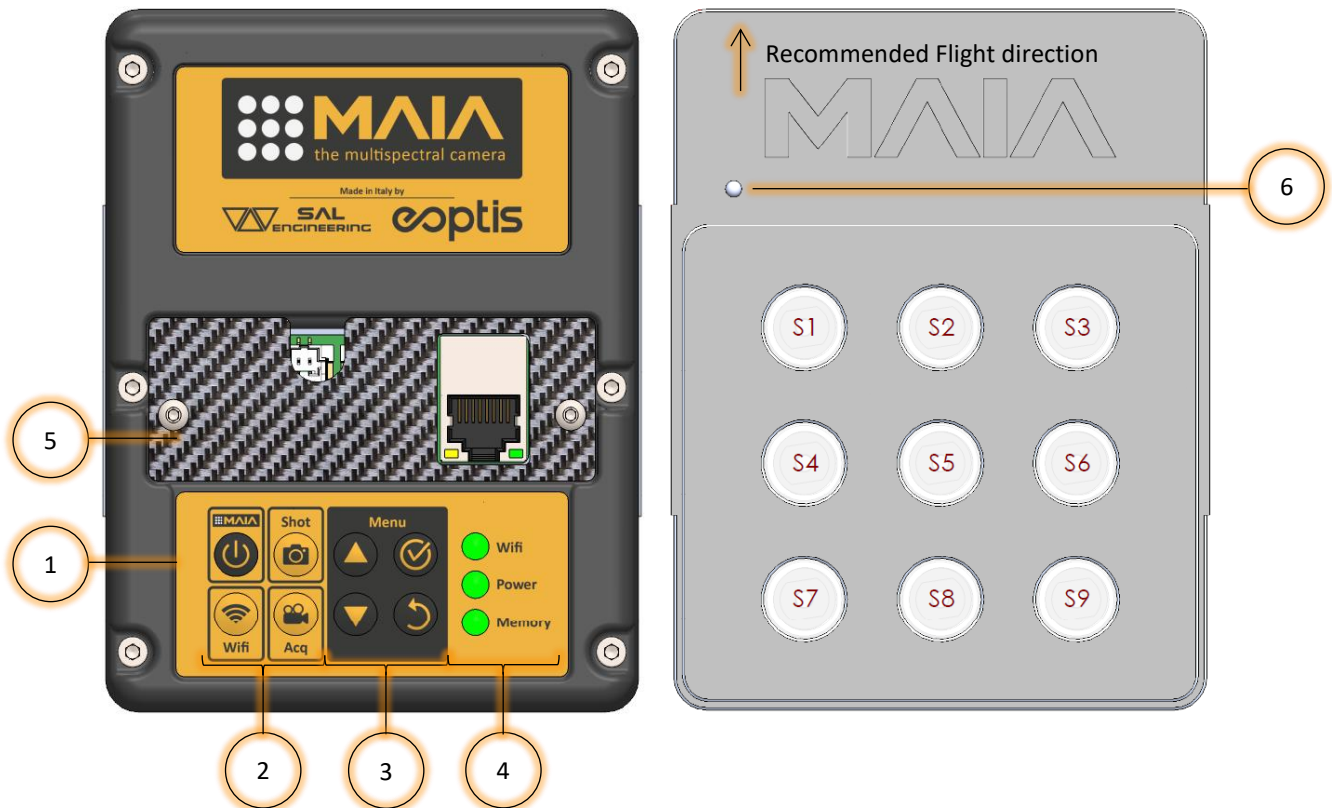 MAIA
the multispectral camera
Made in Italy by
SAL
ENGINEERING
eoptis
5
1
MAIA
Shot
Menu
Wifi
Power
Memory
Wifi
Acq
2
3
4
Recommended Flight direction
MAIA
6
S1 S2 S3
S4 S5 S6
S7 S8 S9